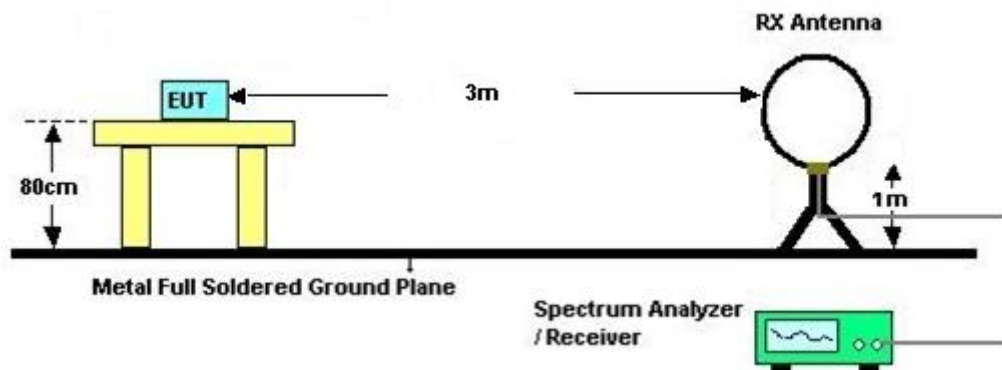 RX Antenna
EUT
3m
80cm
1m
Metal Full Soldered Ground Plane
Spectrum Analyzer
/ Receiver